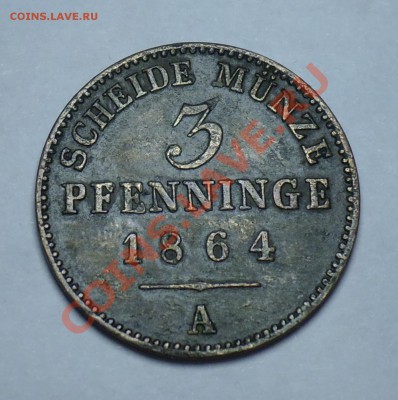 COINS.LAVE.RU
SCHEIDE MÜNZE
3
PFENNINGE
1864
A
COINS.LAVE.RU